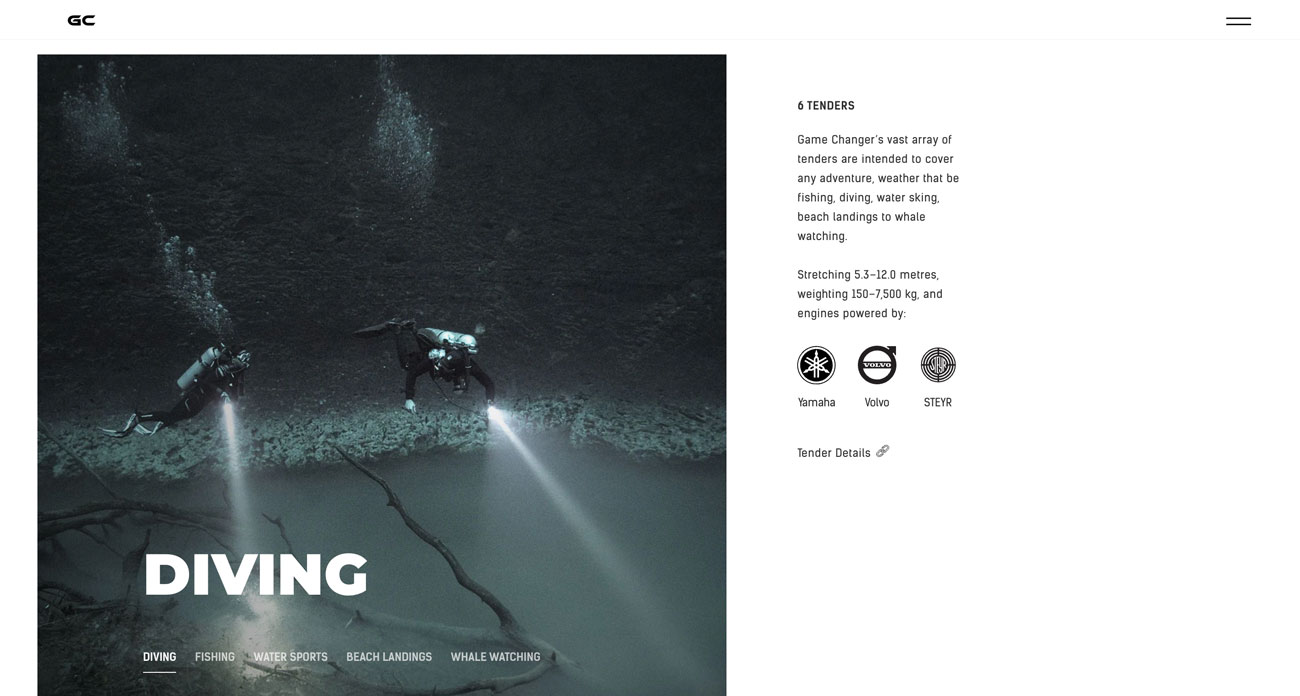 GC
6 TENDERS
Game Changer's vast array of
tenders are intended to cover
any adventure, weather that be
fishing, diving, water sking,
beach landings to whale
watching.
Stretching 5.3–12.0 metres,
weighting 150–7,500 kg, and
engines powered by:
VOLVO
STEYR
Yamaha Volvo STEYR
Tender Details
DIVING
DIVING FISHING WATER SPORTS BEACH LANDINGS WHALE WATCHING